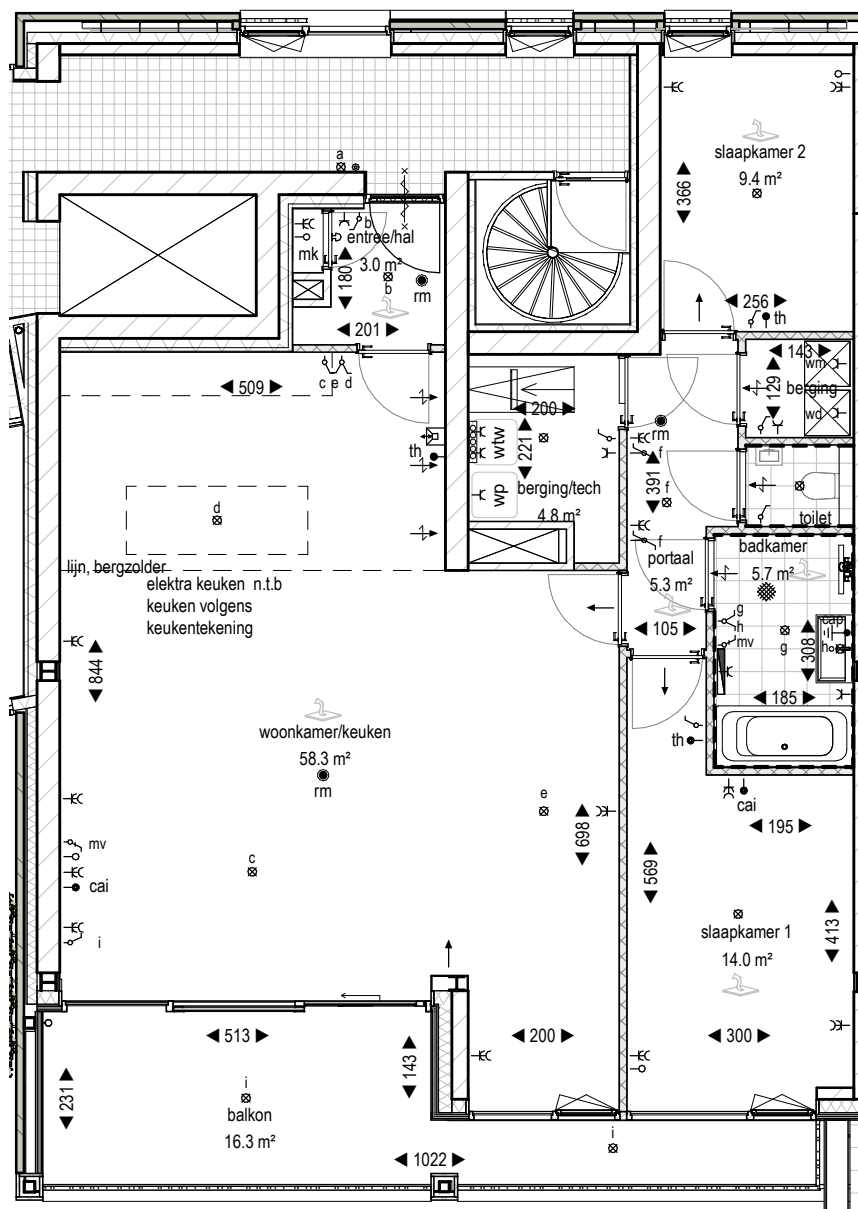 a
slaapkamer 2
9.4 m²
366
b
entree/hal
mk
3.0 m²
180
b
rm
201
256
th
143
wm
berging
129
wd
c e d
509
200
th
wtw
221
rm
f
391
f
wp
berging/tech
4.8 m²
toilet
d
f
portaal
5.3 m²
badkamer
5.7 m²
lijn, bergzolder
elektra keuken n.t.b
keuken volgens
keukentekening
105
g
h
mv
g
cap
h
308
185
844
woonkamer/keuken
58.3 m²
rm
th
cai
e
698
195
mv
c
cai
569
i
slaapkamer 1
14.0 m²
413
513
143
200
300
231
i
balkon
16.3 m²
i
1022